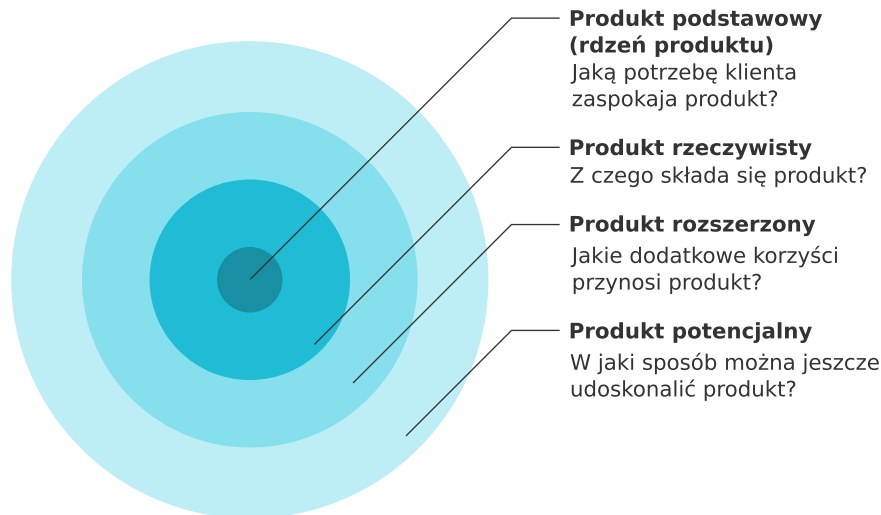 Produkt podstawowy
(rdzeń produktu)
Jaką potrzebę klienta
zaspokaja produkt?
Produkt rzeczywisty
Z czego składa się produkt?
Produkt rozszerzony
Jakie dodatkowe korzyści
przynosi produkt?
Produkt potencjalny
W jaki sposób można jeszcze
udoskonalić produkt?